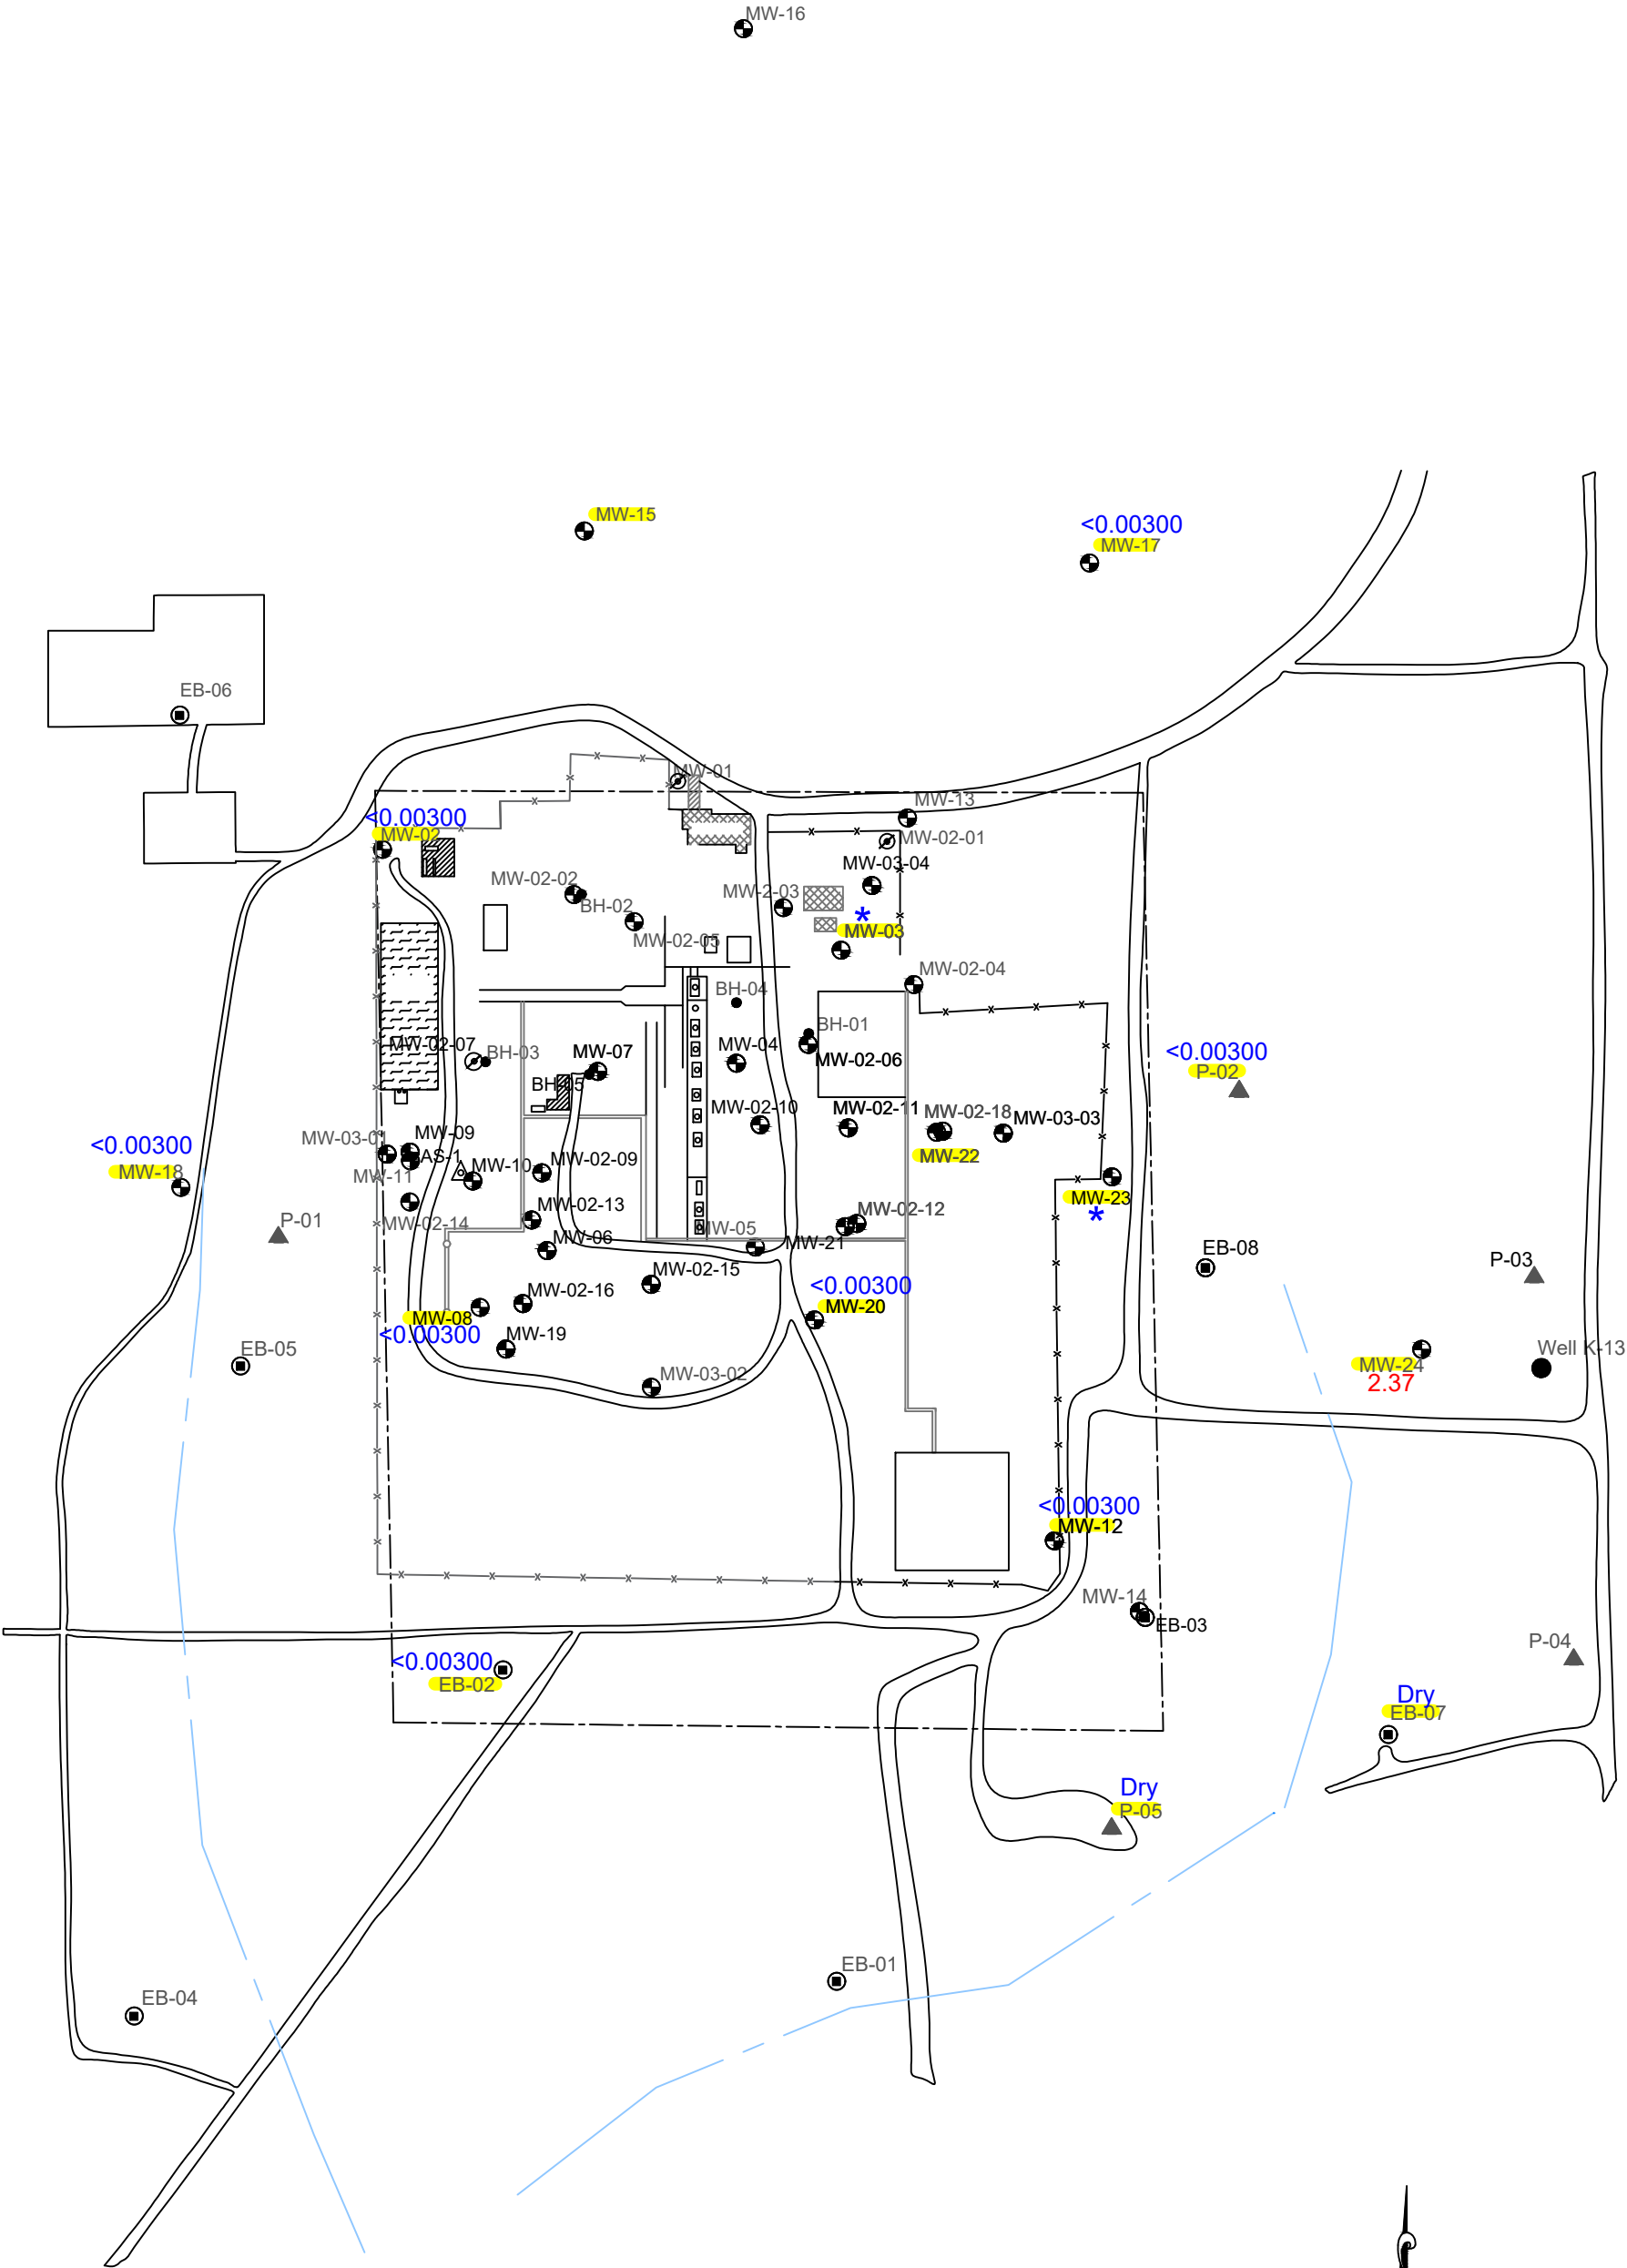 MW-16
MW-15
<0.00300
MW-17
EB-06
MW-01
MW-13
<0.00300
MW-02
MW-02-01
MW-03-04
MW-02-02
BH-02
MW-2-03
*
MW-03
MW-02-05
MW-02-04
BH-04
BH-01
MW-02-07
BH-03
MW-07
MW-04
MW-02-06
<0.00300
P-02
BH-05
MW-02-10
MW-02-11
MW-02-18
MW-03-03
MW-03-01
MW-09
<0.00300
MW-18
AS-1
MW-10
MW-02-09
MW-22
MW-11
MW-23
*
P-01
MW-02-14
MW-02-13
MW-02-12
MW-05
MW-21
MW-06
EB-08
P-03
MW-02-15
<0.00300
MW-20
MW-02-16
MW-08
<0.00300
MW-19
EB-05
MW-03-02
MW-24
2.37
Well K-13
<0.00300
MW-12
MW-14
EB-03
P-04
<0.00300
EB-02
Dry
EB-07
Dry
P-05
EB-01
EB-04